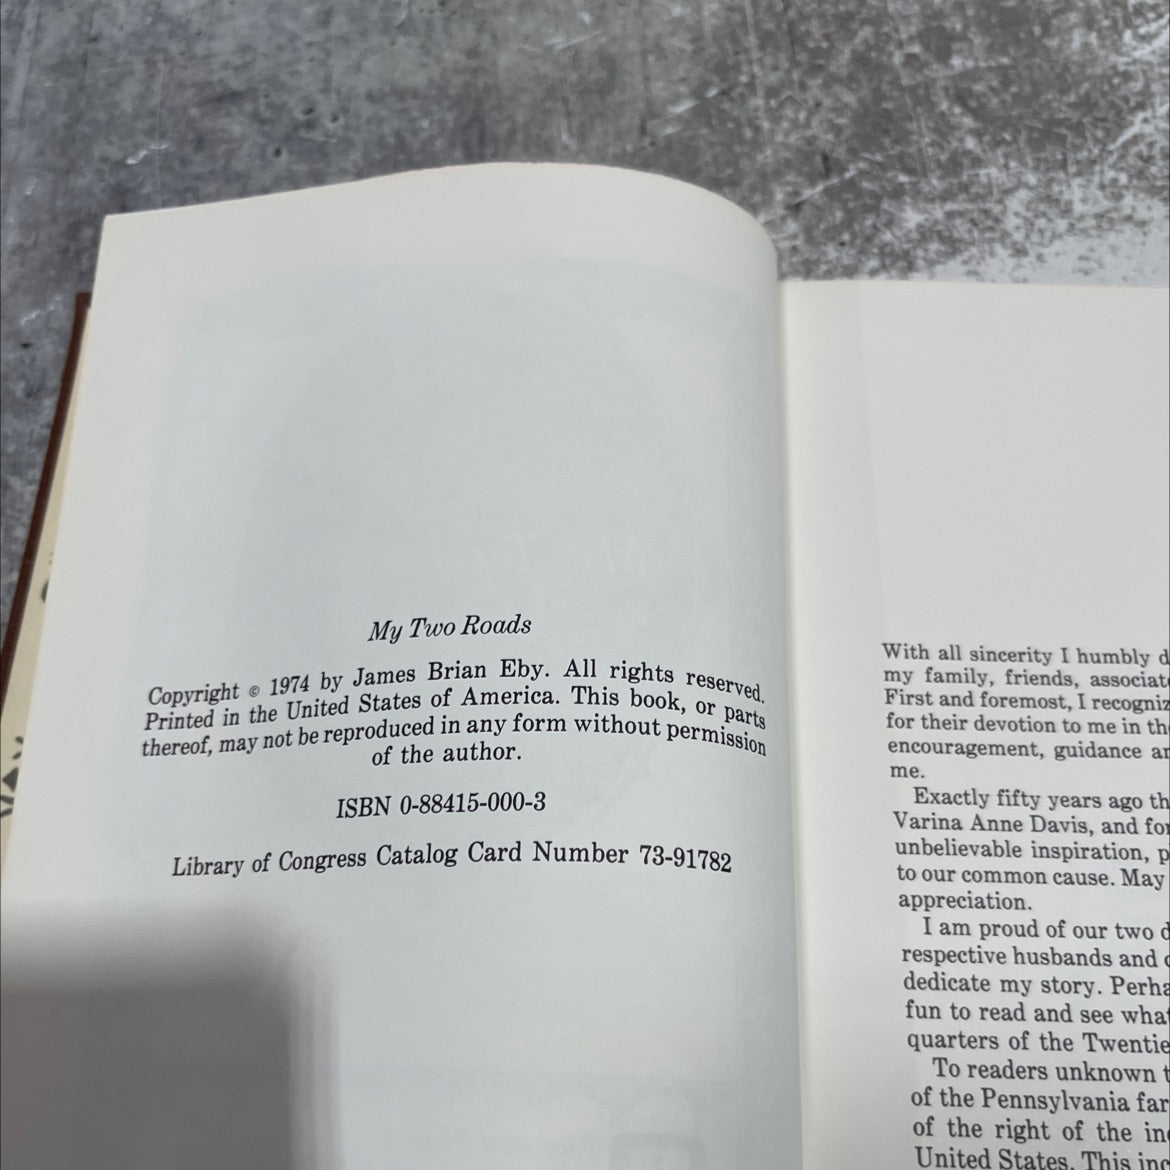 My Two Roads
Copyright © 1974 by James Brian Eby. All rights reserved.
Printed in the United States of America. This book, or parts
thereof, may not be reproduced in any form without permission
of the author.
ISBN 0-88415-000-3
Library of Congress Catalog Card Number 73-91782
With all sincerity I humbly d
my family, friends, associat
First and foremost, I recogniz
for their devotion to me in th
encouragement, guidance an
me.
Exactly fifty years ago th
Varina Anne Davis, and for
unbelievable inspiration, p
to our common cause. May
appreciation.
I am proud of our two d
respective husbands and
dedicate my story. Perha
fun to read and see what
quarters of the Twentie
To readers unknown t
of the Pennsylvania far
of the right of the in
United States. This inc